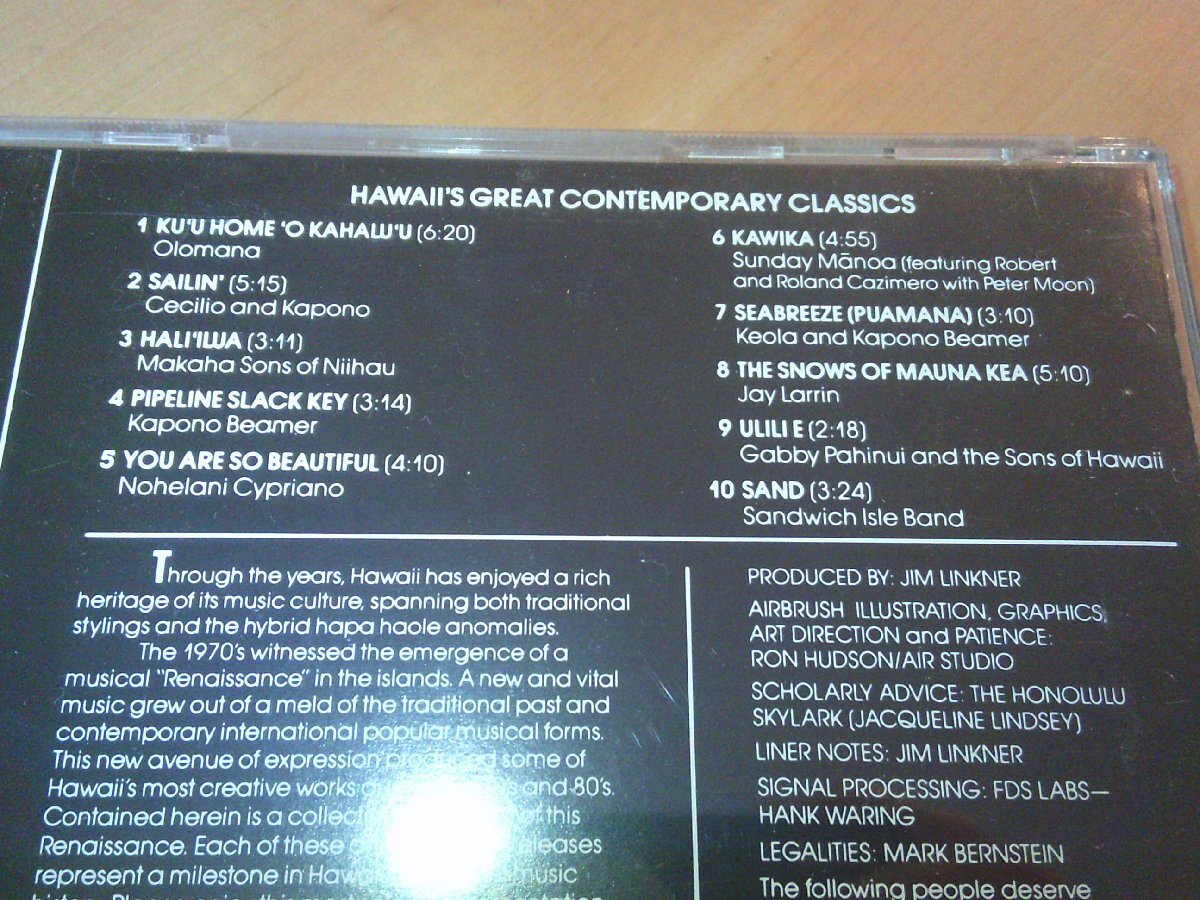 HAWAII'S GREAT CONTEMPORARY CLASSICS
1 KU'U HOME 'O KAHALU'U (6:20)
Olomana
2 SAILIN' (5:15)
Cecilio and Kapono
3 HALI'ILUA (3:11)
Makaha Sons of Niihau
4 PIPELINE SLACK KEY (3:14)
Kapono Beamer
5 YOU ARE SO BEAUTIFUL (4:10)
Nohelani Cypriano
6 KAWIKA (4:55)
Sunday Mānoa (featuring Robert
and Roland Cazimero with Peter Moon)
7 SEABREEZE (PUAMANA) (3:10)
Keola and Kapono Beamer
8 THE SNOWS OF MAUNA KEA (5:10)
Jay Larrin
9 ULILI E (2:18)
Gabby Pahinui and the Sons of Hawaii
10 SAND (3:24)
Sandwich Isle Band
Through the years, Hawaii has enjoyed a rich
heritage of its music culture, spanning both traditional
stylings and the hybrid hapa haole anomalies.
The 1970's witnessed the emergence of a
musical "Renaissance" in the islands. A new and vital
music grew out of a meld of the traditional past and
contemporary international popular musical forms.
This new avenue of expression produced some of
Hawaii's most creative works and 80's.
Contained herein is a of this
Renaissance. Each of these releases
represent a milestone in music
PRODUCED BY: JIM LINKNER
AIRBRUSH ILLUSTRATION, GRAPHICS,
ART DIRECTION and PATIENCE:
RON HUDSON/AIR STUDIO
SCHOLARLY ADVICE: THE HONOLULU
SKYLARK (JACQUELINE LINDSEY)
LINER NOTES: JIM LINKNER
SIGNAL PROCESSING: FDS LABS—
HANK WARING
LEGALITIES: MARK BERNSTEIN
The following people deserve